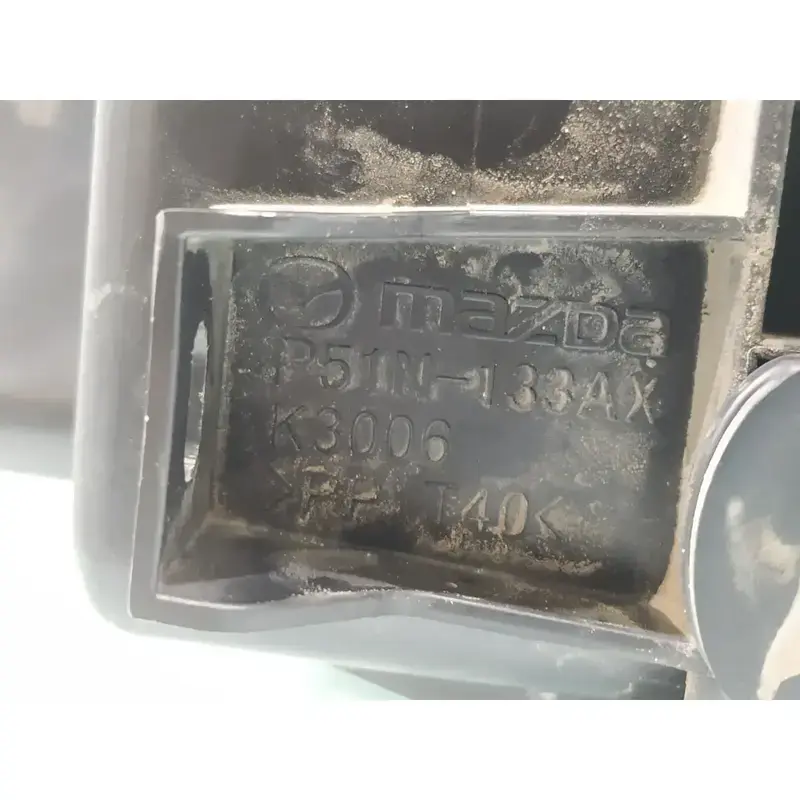 mazda
P51N-133AX
K3006
>PP-T40<